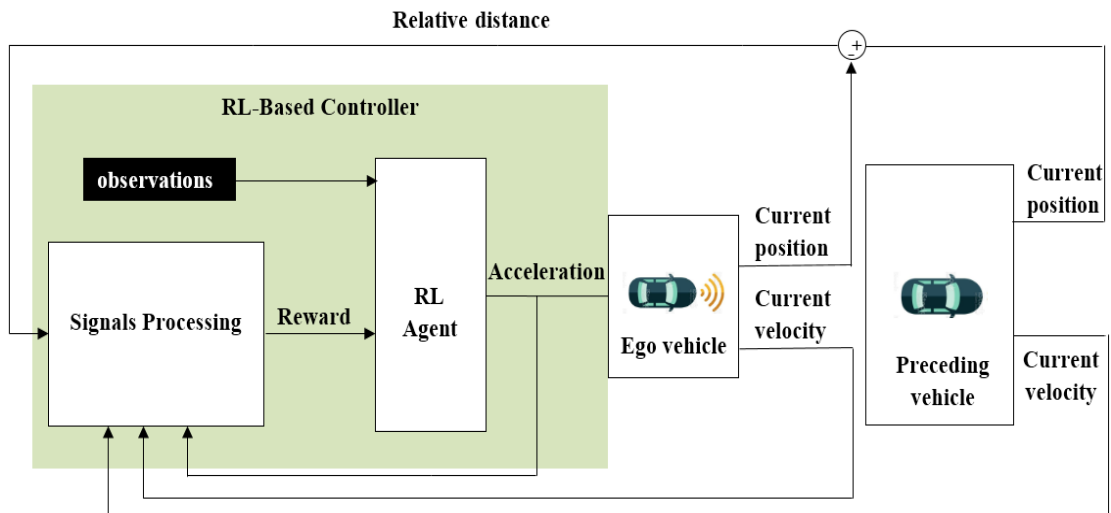 Relative distance
+
-
RL-Based Controller
observations
Current
position
Current
position
Acceleration
RL
Agent
Current
velocity
Signals Processing
Reward
Ego vehicle
Preceding
vehicle
Current
velocity